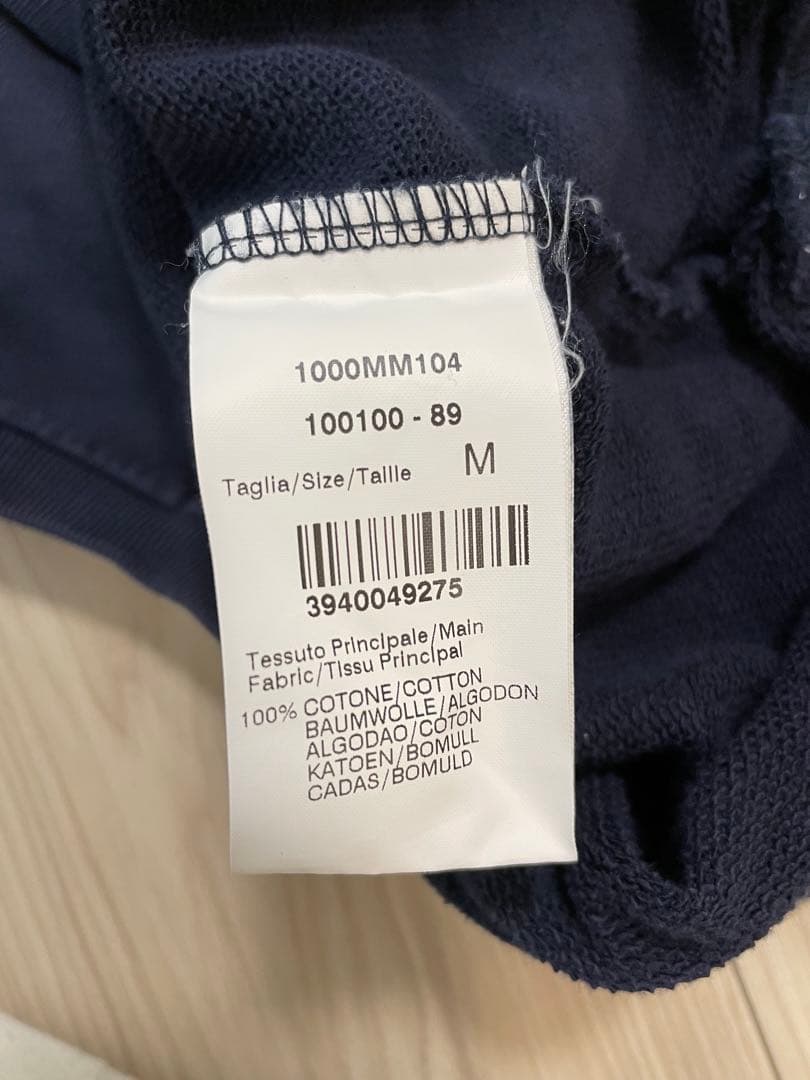 1000MM104
100100 - 89
Taglia/Size/Taille M
3940049275
Tessuto Principale/Main
Fabric/Tissu Principal
100% COTONE/COTTON
BAUMWOLLE/ALGODON
ALGODAO/COTON
KATOEN/BOMULL
CADAS/BOMULD